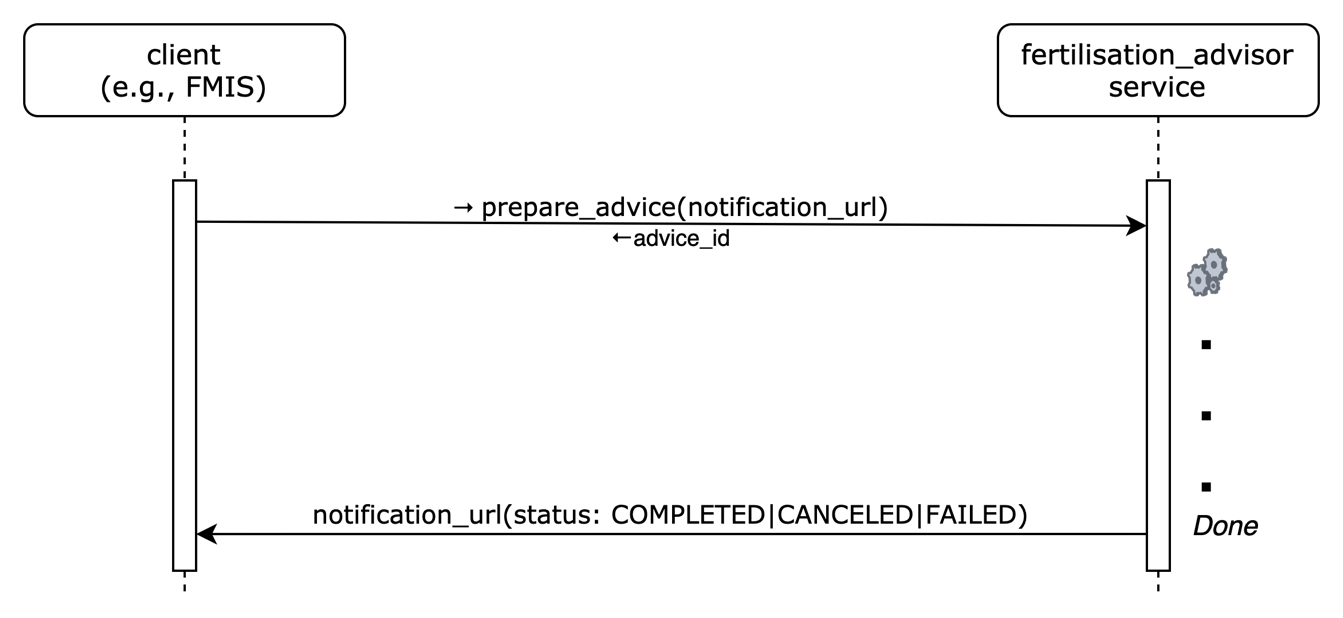 client
(e.g., FMIS)
fertilisation_advisor
service
→ prepare_advice(notification_url)
←advice_id
notification_url(status: COMPLETED|CANCELED|FAILED)
Done